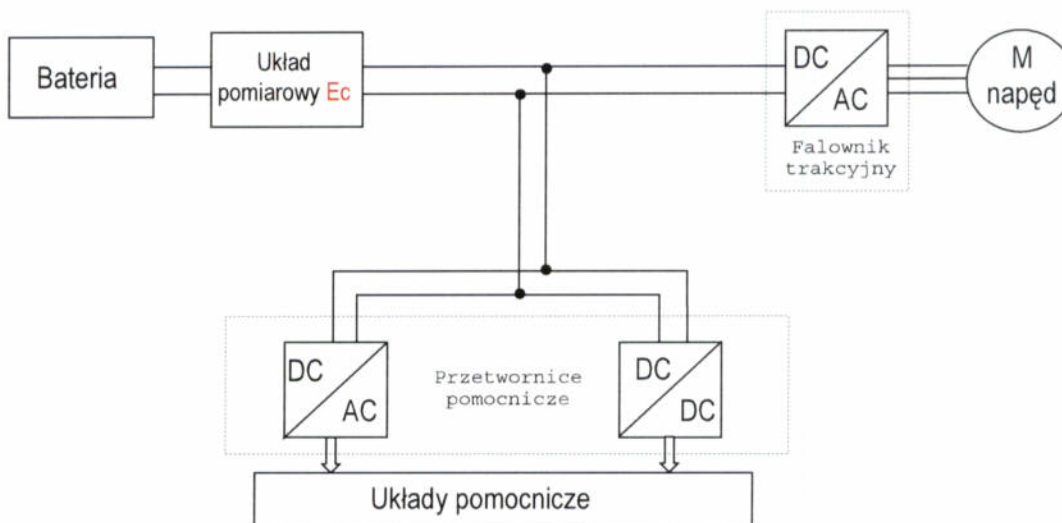 Bateria
Układ
pomiarowy Ec
DC
AC
M
napęd
Falownik
trakcyjny
DC
AC
Przetwornice
pomocnicze
DC
DC
Układy pomocnicze